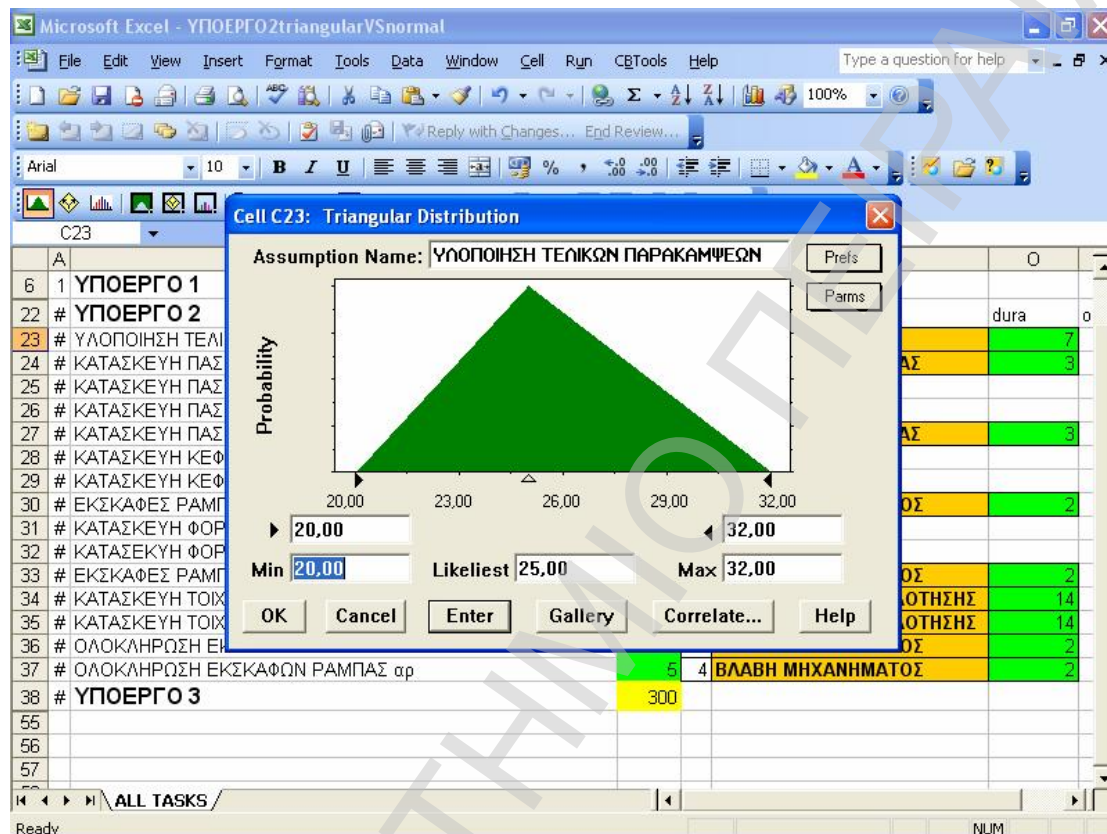 Microsoft Excel - ΥΠΟΕΡΓΟ2triangularVSnormal
File Edit View Insert Format Tools Data Window Cell Run CBTools Help Type a question for help
100%
Reply with Changes... End Review...
Arial 10 B I U
Cell C23: Triangular Distribution
C23
Assumption Name: ΥΛΟΠΟΙΗΣΗ ΤΕΛΙΚΩΝ ΠΑΡΑΚΑΜΨΕΩΝ Prefs
Parms
Probability
20,00 23,00 26,00 29,00 32,00
20,00 32,00
Min 20,00 Likeliest 25,00 Max 32,00
OK Cancel Enter Gallery Correlate... Help
A O
6 1 ΥΠΟΕΡΓΟ 1
22 # ΥΠΟΕΡΓΟ 2 dura o
23 # ΥΛΟΠΟΙΗΣΗ ΤΕΛΙ 7
24 # ΚΑΤΑΣΚΕΥΗ ΠΑΣ ΑΣ 3
25 # ΚΑΤΑΣΚΕΥΗ ΠΑΣ
26 # ΚΑΤΑΣΚΕΥΗ ΠΑΣ
27 # ΚΑΤΑΣΚΕΥΗ ΠΑΣ ΑΣ 3
28 # ΚΑΤΑΣΚΕΥΗ ΚΕΦ
29 # ΚΑΤΑΣΚΕΥΗ ΚΕΦ
30 # ΕΚΣΚΑΦΕΣ ΡΑΜΠ ΟΣ 2
31 # ΚΑΤΑΣΚΕΥΗ ΦΟΡ
32 # ΚΑΤΑΣΕΚΥΗ ΦΟΡ
33 # ΕΚΣΚΑΦΕΣ ΡΑΜΠ ΟΣ 2
34 # ΚΑΤΑΣΚΕΥΗ ΤΟΙΧ ΟΤΗΣΗΣ 14
35 # ΚΑΤΑΣΚΕΥΗ ΤΟΙΧ ΛΟΤΗΣΗΣ 14
36 # ΟΛΟΚΛΗΡΩΣΗ ΕΚ ΟΣ 2
37 # ΟΛΟΚΛΗΡΩΣΗ ΕΚΣΚΑΦΩΝ ΡΑΜΠΑΣ αρ 5 4 ΒΛΑΒΗ ΜΗΧΑΝΗΜΑΤΟΣ 2
38 # ΥΠΟΕΡΓΟ 3 300
55
56
57
ALL TASKS
Ready NUM